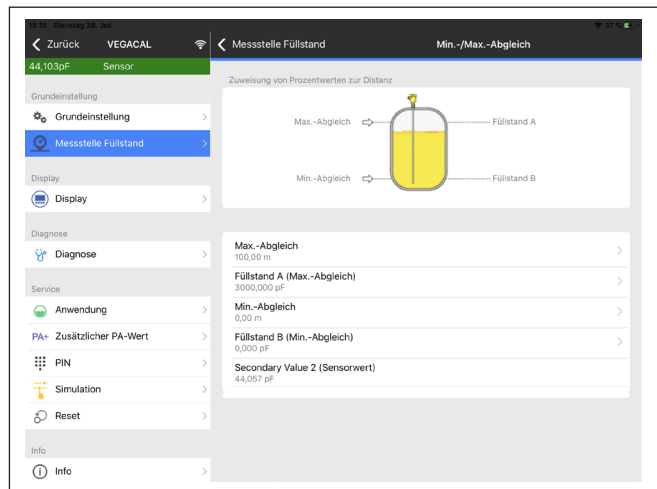 15:15 Dienstag 28. Juli
37 %
Zurück VEGACAL
Messstelle Füllstand
Min.-/Max.-Abgleich
44,103pF Sensor
Grundeinstellung
Grundeinstellung
Messstelle Füllstand
Display
Display
Diagnose
Diagnose
Service
Anwendung
PA+ Zusätzlicher PA-Wert
PIN
Simulation
Reset
Info
Info
Zuweisung von Prozentwerten zur Distanz
Max.-Abgleich
Füllstand A
Min.-Abgleich
Füllstand B
Max.-Abgleich
100,00 m
Füllstand A (Max.-Abgleich)
3000,000 pF
Min.-Abgleich
0,00 m
Füllstand B (Min.-Abgleich)
0,000 pF
Secondary Value 2 (Sensorwert)
44,057 pF